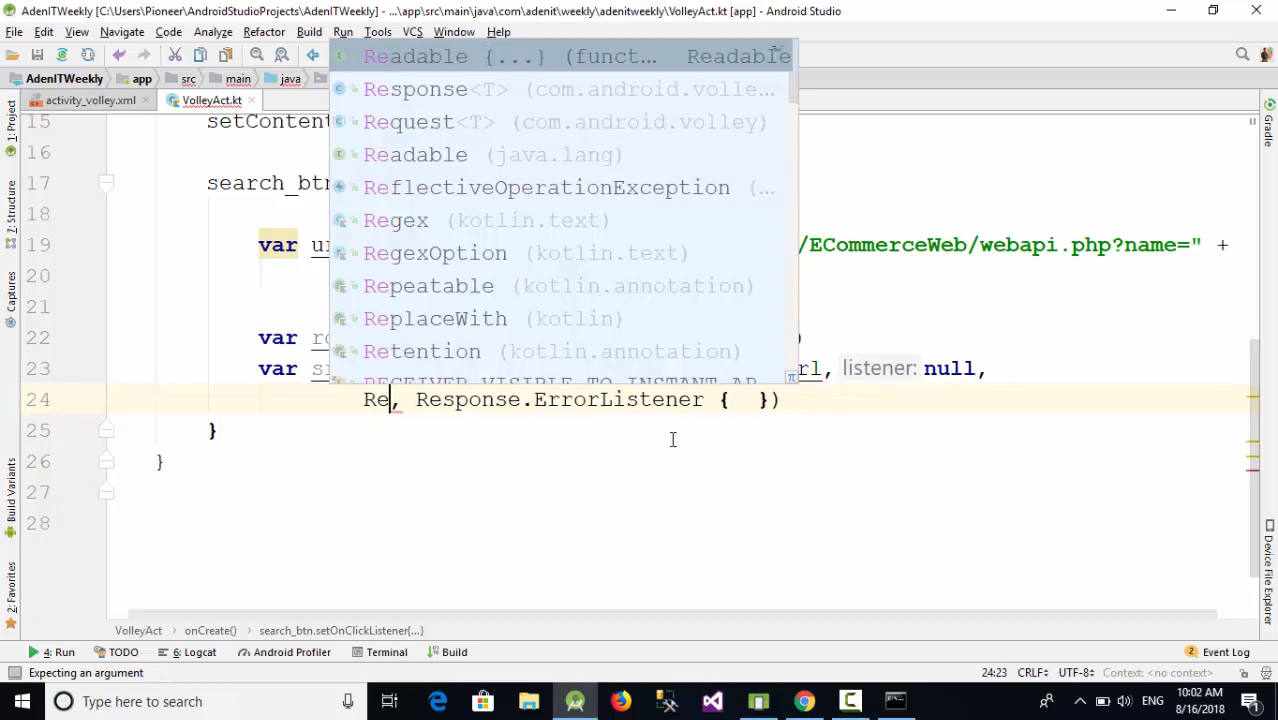 AdenITWeekly [C:\Users\Pioneer\AndroidStudioProjects\AdenITWeekly] - ...\app\src\main\java\com\adenit\weekly\adenitweekly\VolleyAct.kt [app] - Android Studio
File Edit View Navigate Code Analyze Refactor Build Run Tools VCS Window Help
AdenITWeekly app src main java
activity_volley.xml VolleyAct.kt
Readable {...} (funct... Readable
Response<T> (com.android.volle...
Request<T> (com.android.volley)
Readable (java.lang)
ReflectiveOperationException (...
Regex (kotlin.text)
RegexOption (kotlin.text)
Repeatable (kotlin.annotation)
ReplaceWith (kotlin)
Retention (kotlin.annotation)
RECEIVER_VISIBLE_TO_INSTANT_AP
15 setContent
16
17 search_btn
18
19 var ur /ECommerceWeb/webapi.php?name=" +
20
21
22 var )
23 var rl, listener: null,
24 Re, Response.ErrorListener { })
25 }
26 }
27
28
1: Project
7: Structure
Captures
Build Variants
2: Favorites
Gradle
Device File Explorer
VolleyAct onCreate() search_btn.setOnClickListener{...}
4: Run TODO 6: Logcat Android Profiler Terminal Build 2 Event Log
Expecting an argument 24:23 CRLF÷ UTF-8÷ Context: <no context>
Type here to search ENG 10:02 AM
8/16/2018 1